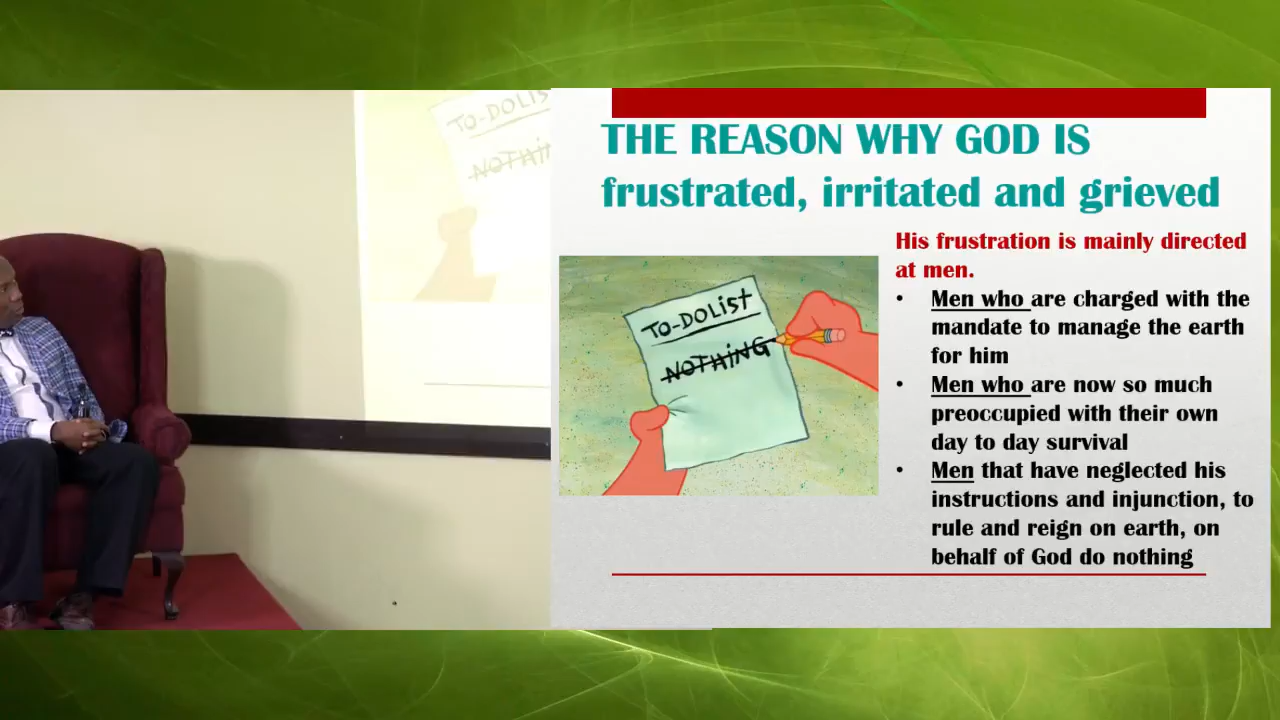 TO-DOLIS
NOTHIN
THE REASON WHY GOD IS
frustrated, irritated and grieved
TO-DOLIST
NOTHING
His frustration is mainly directed
at men.
• Men who are charged with the
mandate to manage the earth
for him
• Men who are now so much
preoccupied with their own
day to day survival
• Men that have neglected his
instructions and injunction, to
rule and reign on earth, on
behalf of God do nothing